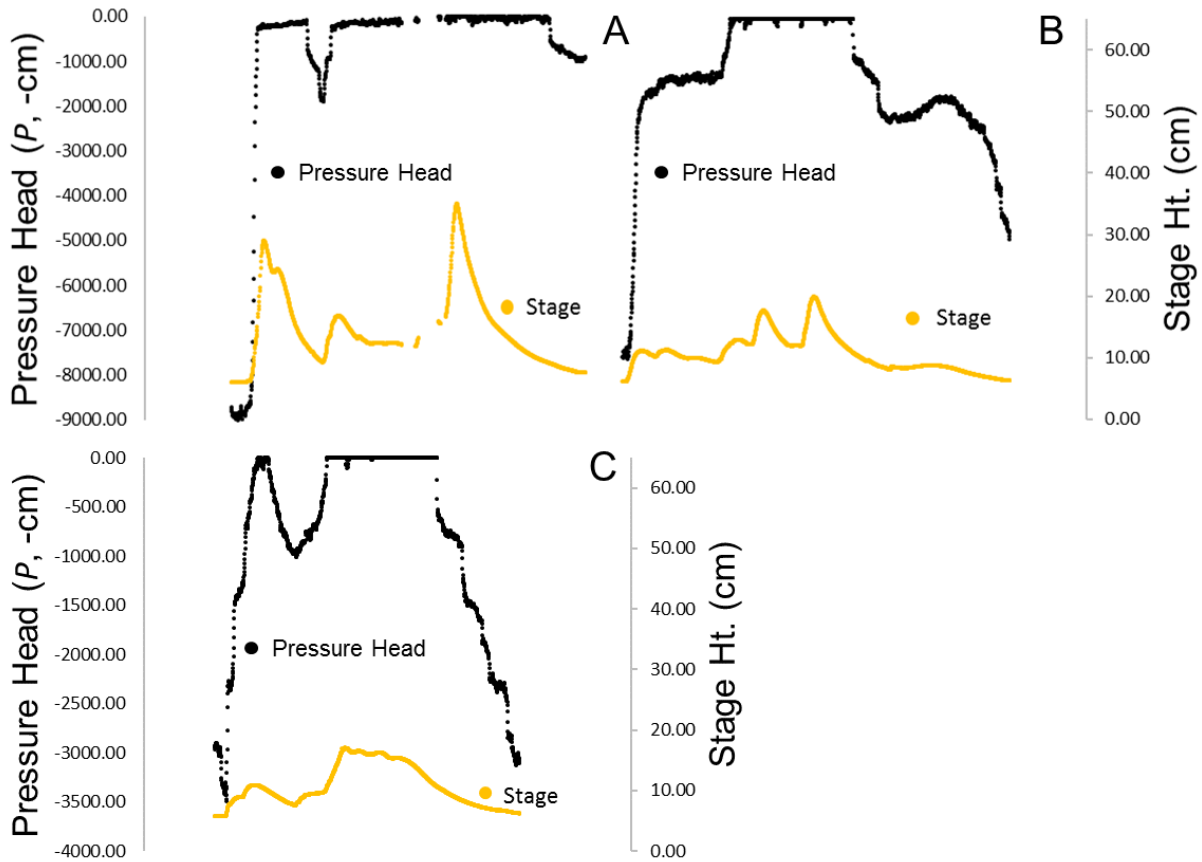 Pressure Head (P, -cm)
0.00
-1000.00
-2000.00
-3000.00
-4000.00
-5000.00
-6000.00
-7000.00
-8000.00
-9000.00
A
Pressure Head
Stage
B
Pressure Head
Stage
60.00
50.00
40.00
30.00
20.00
10.00
0.00
Stage Ht. (cm)
Pressure Head (P, -cm)
0.00
-500.00
-1000.00
-1500.00
-2000.00
-2500.00
-3000.00
-3500.00
-4000.00
C
Pressure Head
Stage
60.00
50.00
40.00
30.00
20.00
10.00
0.00
Stage Ht. (cm)